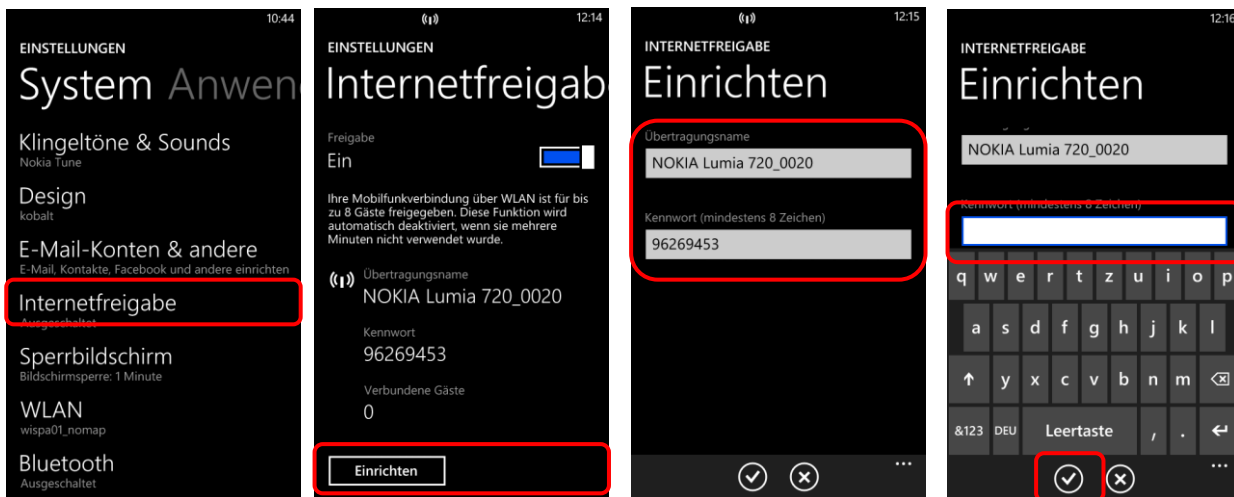 10:44
EINSTELLUNGEN
System Anwen
Klingeltöne & Sounds
Nokia Tune
Design
kobalt
E-Mail-Konten & andere
E-Mail, Kontakte, Facebook und andere einrichten
Internetfreigabe
Ausgeschaltet
Sperrbildschirm
Bildschirmsperre: 1 Minute
WLAN
wispa01_nomap
Bluetooth
Ausgeschaltet
12:14
EINSTELLUNGEN
Internetfreigab
Freigabe
Ein
Ihre Mobilfunkverbindung über WLAN ist für bis
zu 8 Gäste freigegeben. Diese Funktion wird
automatisch deaktiviert, wenn sie mehrere
Minuten nicht verwendet wurde.
Übertragungsname
NOKIA Lumia 720_0020
Kennwort
96269453
Verbundene Gäste
0
Einrichten
12:15
INTERNETFREIGABE
Einrichten
Übertragungsname
NOKIA Lumia 720_0020
Kennwort (mindestens 8 Zeichen)
96269453
...
12:16
INTERNETFREIGABE
Einrichten
NOKIA Lumia 720_0020
Kennwort (mindestens 8 Zeichen)
q w e r t z u i o p
a s d f g h j k l
y x c v b n m
&123 DEU Leertaste , .
...